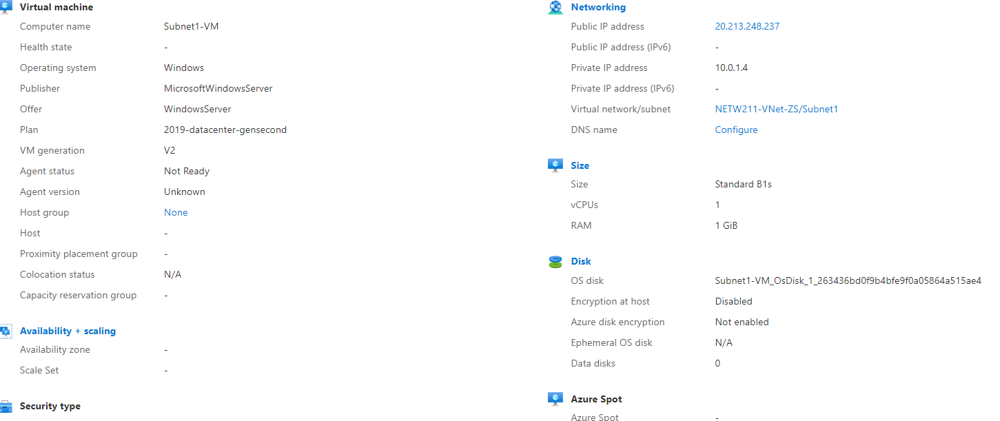 Virtual machine
Computer name Subnet1-VM
Health state -
Operating system Windows
Publisher MicrosoftWindowsServer
Offer WindowsServer
Plan 2019-datacenter-gensecond
VM generation V2
Agent status Not Ready
Agent version Unknown
Host group None
Host -
Proximity placement group -
Colocation status N/A
Capacity reservation group -
Availability + scaling
Availability zone -
Scale Set -
Security type
Networking
Public IP address 20.213.248.237
Public IP address (IPv6) -
Private IP address 10.0.1.4
Private IP address (IPv6) -
Virtual network/subnet NETW211-VNet-ZS/Subnet1
DNS name Configure
Size
Size Standard B1s
vCPUs 1
RAM 1 GiB
Disk
OS disk Subnet1-VM_OsDisk_1_263436bd0f9b4bfe9f0a05864a515ae4
Encryption at host Disabled
Azure disk encryption Not enabled
Ephemeral OS disk N/A
Data disks 0
Azure Spot
Azure Spot -